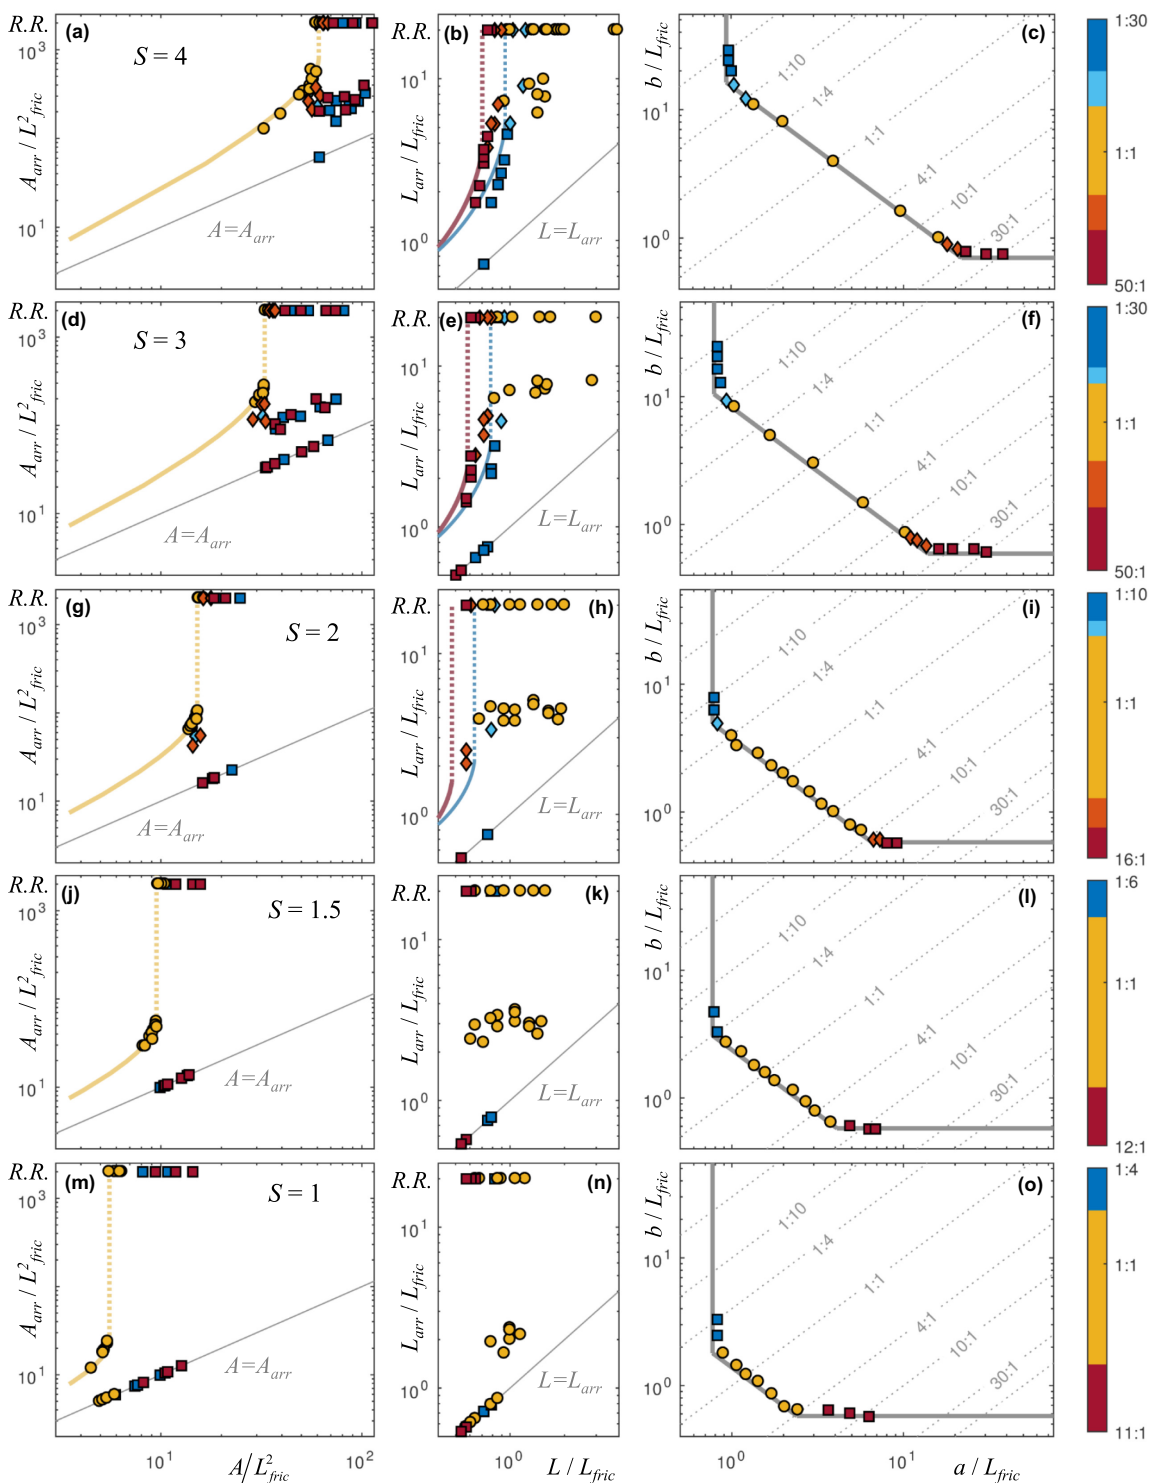 R.R. (a) S = 4
10³
10¹
A_arr / L²_fric
A=A_arr
R.R. (b)
10¹
10⁰
L_arr / L_fric
L=L_arr
(c)
b / L_fric
10¹
10⁰
1:10
1:4
1:1
4:1
10:1
30:1
1:30
1:1
50:1
R.R. (d) S = 3
10³
10¹
A_arr / L²_fric
A=A_arr
R.R. (e)
10¹
10⁰
L_arr / L_fric
L=L_arr
(f)
b / L_fric
10¹
10⁰
1:10
1:4
1:1
4:1
10:1
30:1
1:30
1:1
50:1
R.R. (g) S = 2
10³
10¹
A_arr / L²_fric
A=A_arr
R.R. (h)
10¹
10⁰
L_arr / L_fric
L=L_arr
(i)
b / L_fric
10¹
10⁰
1:10
1:4
1:1
4:1
10:1
30:1
1:10
1:1
16:1
R.R. (j) S = 1.5
10³
10¹
A_arr / L²_fric
A=A_arr
R.R. (k)
10¹
10⁰
L_arr / L_fric
L=L_arr
(l)
b / L_fric
10¹
10⁰
1:10
1:4
1:1
4:1
10:1
30:1
1:6
1:1
12:1
R.R. (m) S = 1
10³
10¹
A_arr / L²_fric
A=A_arr
10¹ 10²
A/L²_fric
R.R. (n)
10¹
10⁰
L_arr / L_fric
L=L_arr
10⁰
L / L_fric
(o)
b / L_fric
10¹
10⁰
1:10
1:4
1:1
4:1
10:1
30:1
10⁰ 10¹
a / L_fric
1:4
1:1
11:1